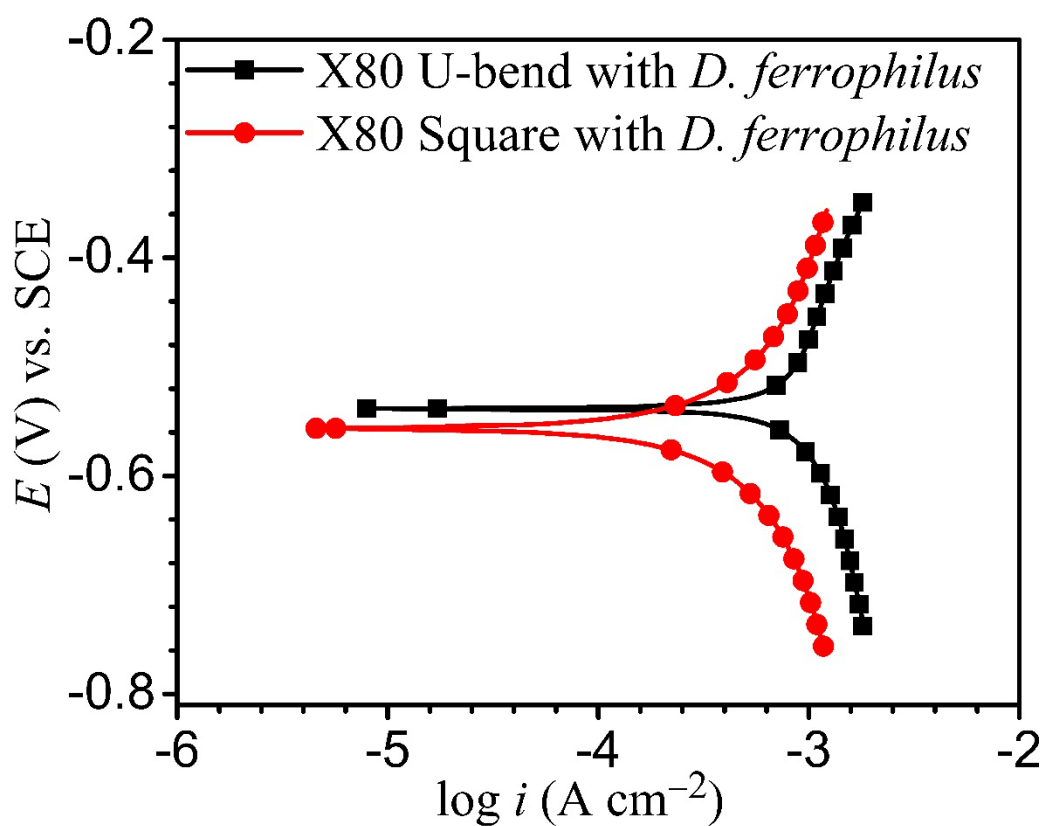 X80 U-bend with D. ferrophilus
X80 Square with D. ferrophilus
E (V) vs. SCE
-0.2
-0.4
-0.6
-0.8
-6 -5 -4 -3 -2
log i (A cm⁻²)